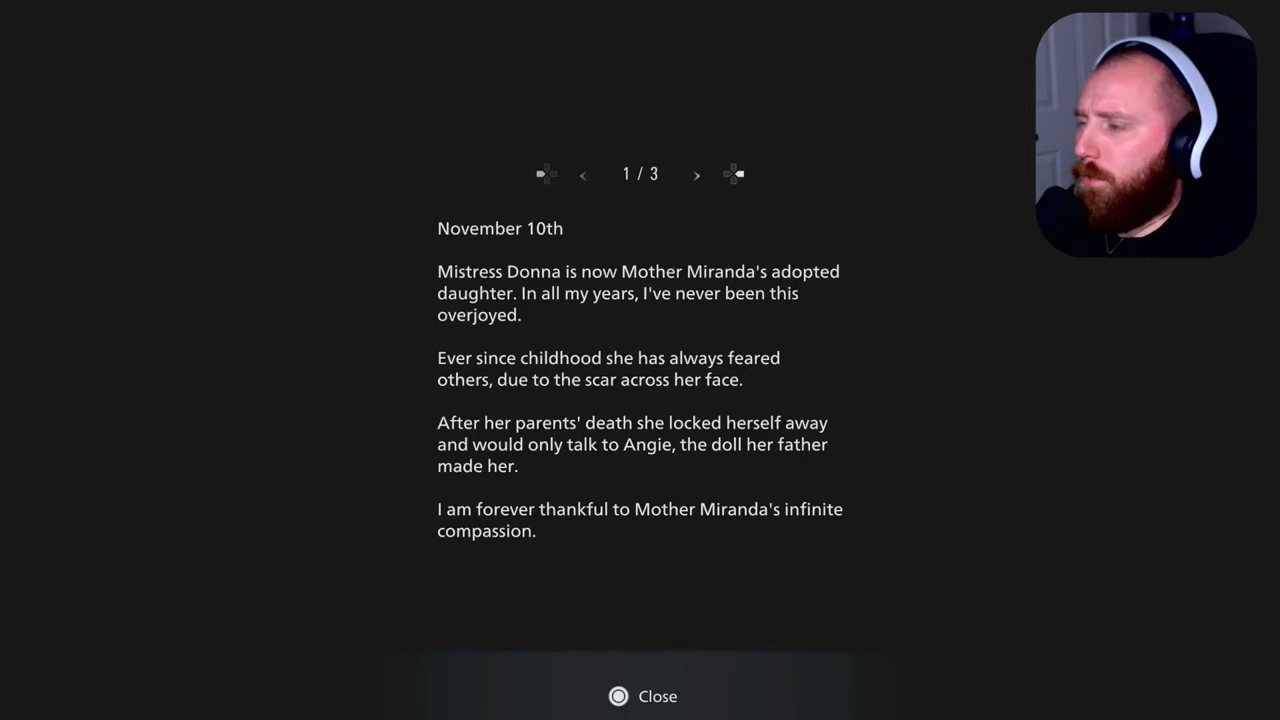 1 / 3
November 10th
Mistress Donna is now Mother Miranda's adopted
daughter. In all my years, I've never been this
overjoyed.
Ever since childhood she has always feared
others, due to the scar across her face.
After her parents' death she locked herself away
and would only talk to Angie, the doll her father
made her.
I am forever thankful to Mother Miranda's infinite
compassion.
Close